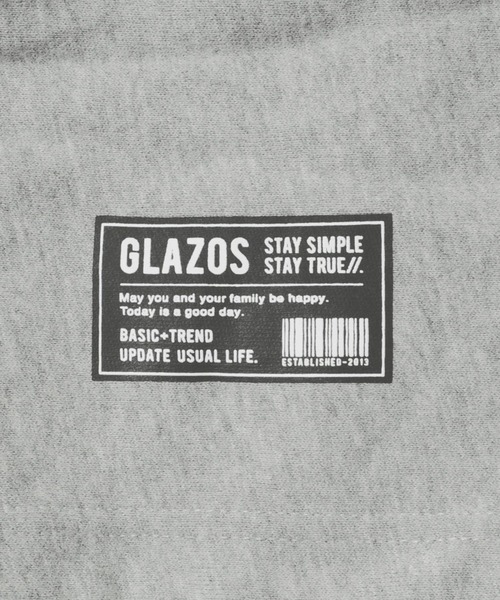 GLAZOS
STAY SIMPLE
STAY TRUE//.
May you and your family be happy.
Today is a good day.
BASIC+TREND
UPDATE USUAL LIFE.
ESTABLISHED-2013